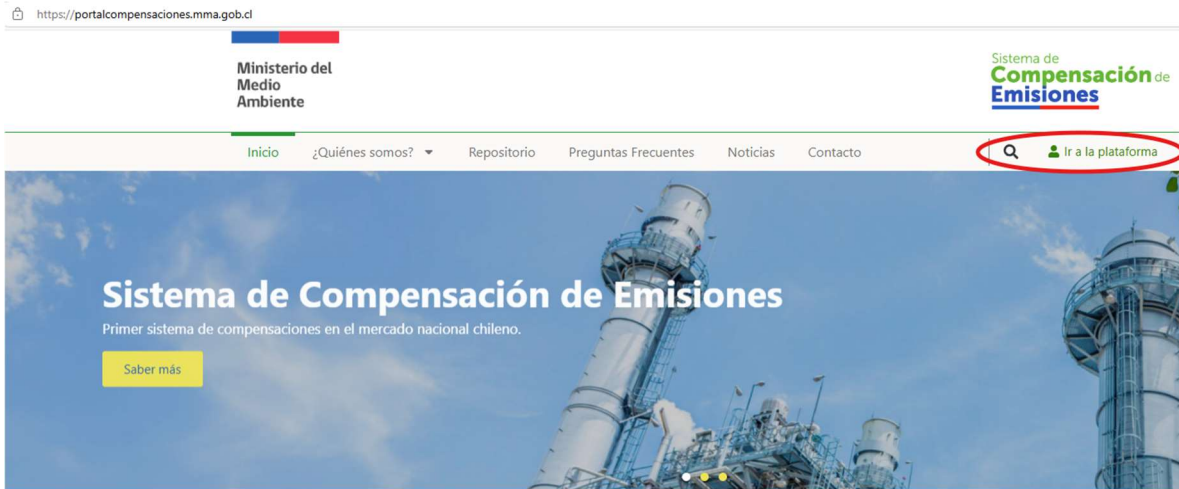 https://portalcompensaciones.mma.gob.cl
Ministerio del
Medio
Ambiente
Sistema de
Compensación de
Emisiones
Inicio ¿Quiénes somos? Repositorio Preguntas Frecuentes Noticias Contacto Ir a la plataforma
Sistema de Compensación de Emisiones
Primer sistema de compensaciones en el mercado nacional chileno.
Saber más